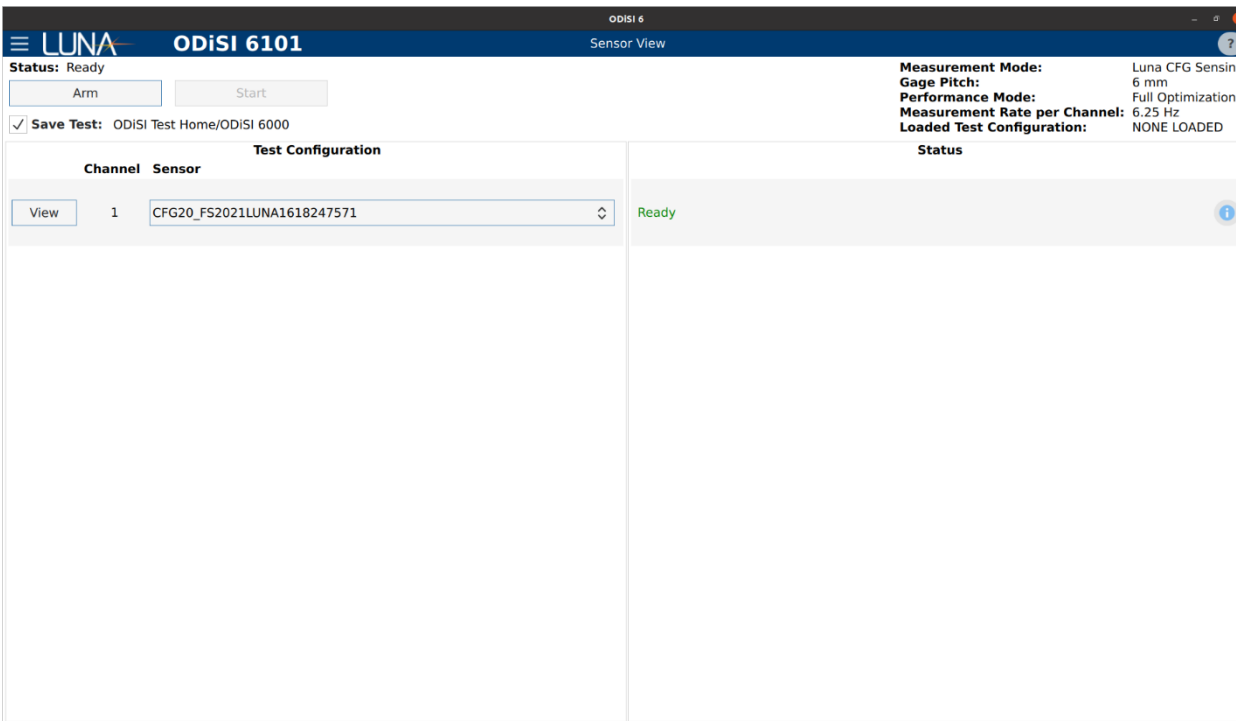 ODiSI 6
LUNA ODiSI 6101 Sensor View ?
Status: Ready
Arm Start
Save Test: ODiSI Test Home/ODiSI 6000
Measurement Mode: Luna CFG Sensin
Gage Pitch: 6 mm
Performance Mode: Full Optimization
Measurement Rate per Channel: 6.25 Hz
Loaded Test Configuration: NONE LOADED
Test Configuration
Channel Sensor
View 1 CFG20_FS2021LUNA1618247571
Status
Ready